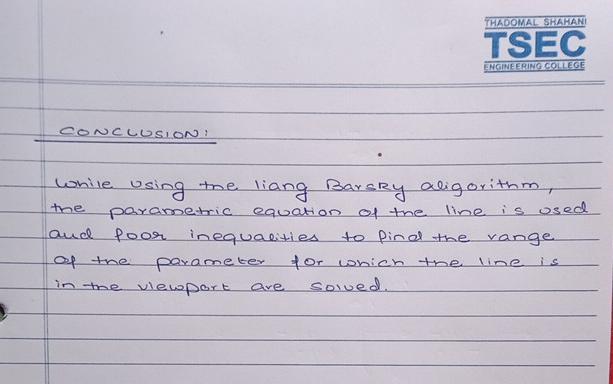 THADOMAL SHAHANI
TSEC
ENGINEERING COLLEGE
CONCLUSION:
While using the liang BarsRy aligorithm,
the parametric equation of the line is used
and foor inequalities to find the range
of the parameter for which the line is
in the viewport are solved.